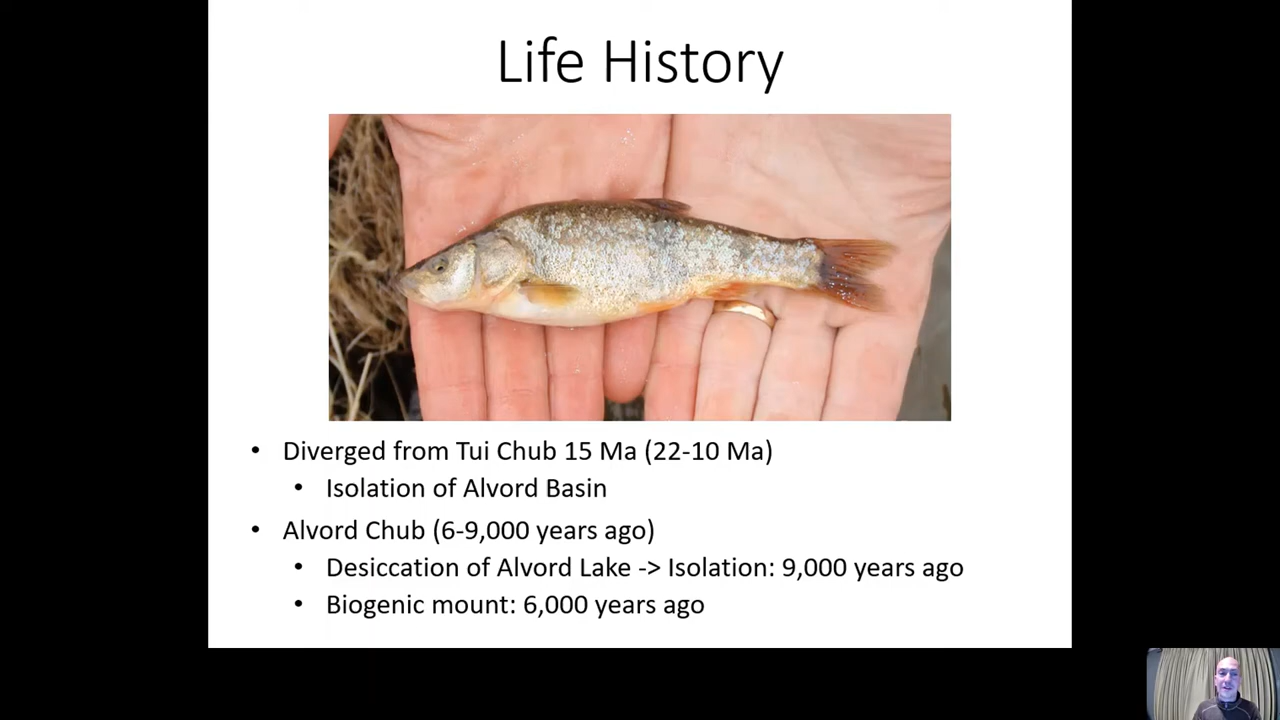 Life History
• Diverged from Tui Chub 15 Ma (22-10 Ma)
• Isolation of Alvord Basin
• Alvord Chub (6-9,000 years ago)
• Desiccation of Alvord Lake -> Isolation: 9,000 years ago
• Biogenic mount: 6,000 years ago